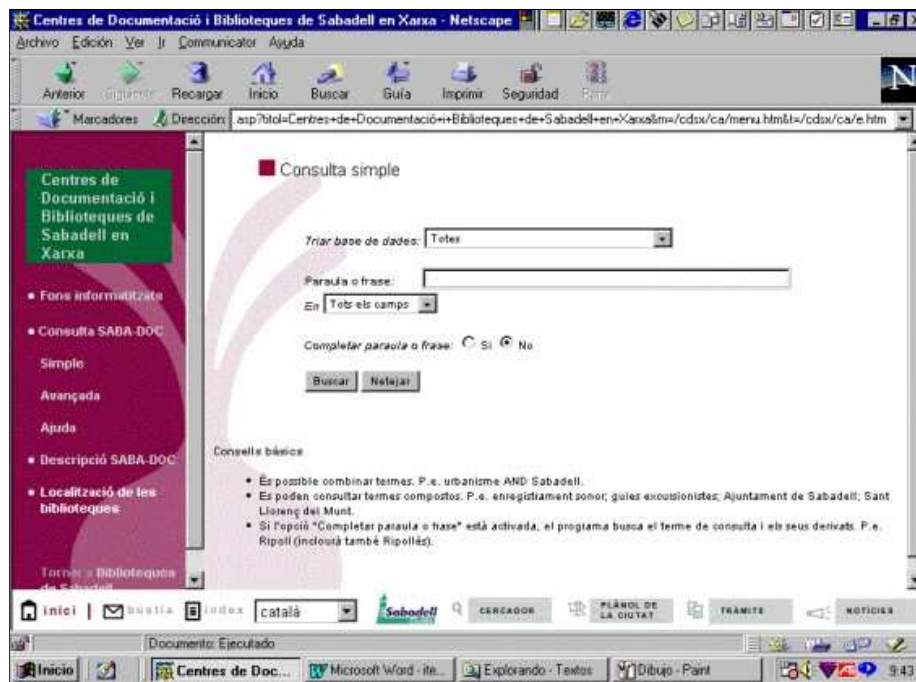 Centres de Documentació i Biblioteques de Sabadell en Xarxa - Netscape
Archivo Edición Ver Ir Communicator Ayuda
Anterior Siguiente Recargar Inicio Buscar Guía Imprimir Seguridad Parar
N
Marcadores Dirección: .asp?titol=Centres+de+Documentació+i+Biblioteques+de+Sabadell+en+Xarxa&m=/cdsx/ca/menu.htm&t=/cdsx/ca/e.htm
Centres de
Documentació i
Biblioteques de
Sabadell en
Xarxa
Fons informatitzats
Consulta SABA-DOC
Simple
Avançada
Ajuda
Descripció SABA-DOC
Localització de les
biblioteques
Tornar a Biblioteques
de Sabadell
Consulta simple
Triar base de dades: Totes
Paraula o frase:
En Tots els camps
Completar paraula o frase: Si No
Buscar Netejar
Consells bàsics
• És possible combinar termes. P.e. urbanisme AND Sabadell.
• Es poden consultar termes compostos. P.e. enregistrament sonor; guies excursionistes; Ajuntament de Sabadell; Sant
Llorenç del Munt.
• Si l'opció "Completar paraula o frase" està activada, el programa busca el terme de consulta i els seus derivats. P.e.
Ripoll (inclourà també Ripollès).
inici | bústia index català Sabadell CERCADOR PLÀNOL DE
LA CIUTAT TRÀMITS NOTÍCIES
Documento: Ejecutado
Inicio Centres de Doc... Microsoft Word - ite... Explorando - Textos Dibujo - Paint 9:43